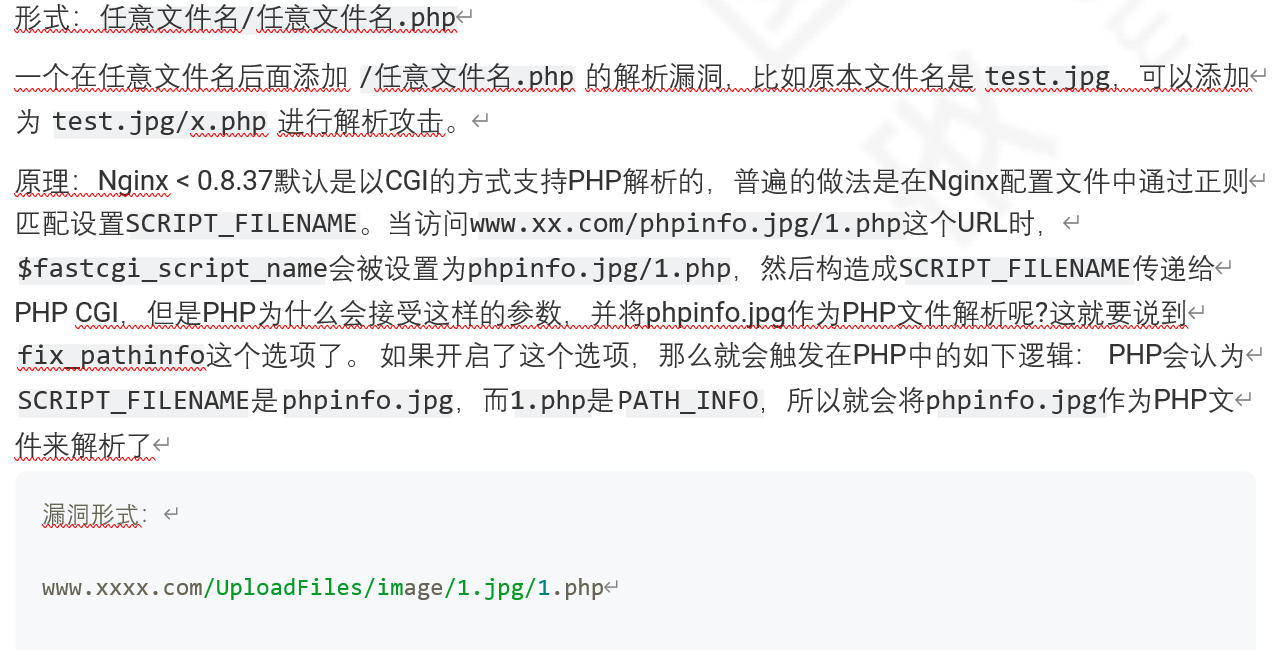 形式：任意文件名/任意文件名.php
一个在任意文件名后面添加 /任意文件名.php 的解析漏洞，比如原本文件名是 test.jpg，可以添加
为 test.jpg/x.php 进行解析攻击。
原理：Nginx < 0.8.37默认是以CGI的方式支持PHP解析的，普遍的做法是在Nginx配置文件中通过正则
匹配设置SCRIPT_FILENAME。当访问www.xx.com/phpinfo.jpg/1.php这个URL时，
$fastcgi_script_name会被设置为phpinfo.jpg/1.php，然后构造成SCRIPT_FILENAME传递给
PHP CGI，但是PHP为什么会接受这样的参数，并将phpinfo.jpg作为PHP文件解析呢?这就要说到
fix_pathinfo这个选项了。 如果开启了这个选项，那么就会触发在PHP中的如下逻辑： PHP会认为
SCRIPT_FILENAME是phpinfo.jpg，而1.php是PATH_INFO，所以就会将phpinfo.jpg作为PHP文
件来解析了
漏洞形式：
www.xxxx.com/UploadFiles/image/1.jpg/1.php